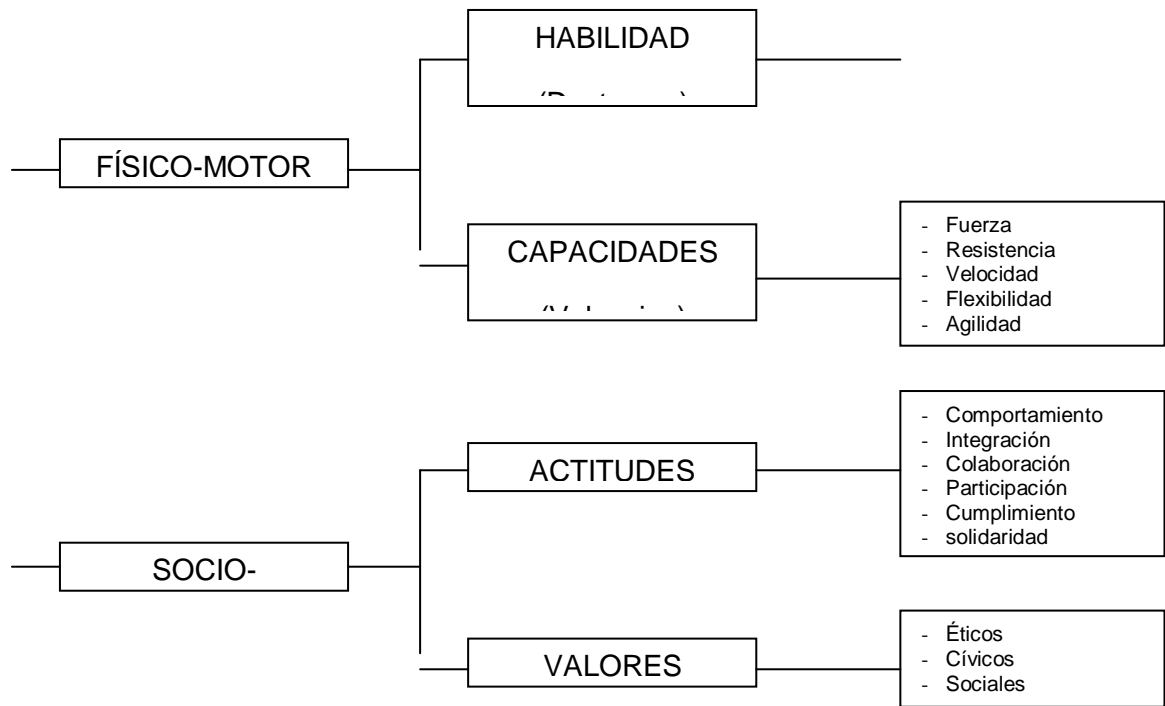 HABILIDAD
FÍSICO-MOTOR
CAPACIDADES
- Fuerza
- Resistencia
- Velocidad
- Flexibilidad
- Agilidad
ACTITUDES
- Comportamiento
- Integración
- Colaboración
- Participación
- Cumplimiento
- solidaridad
SOCIO-
VALORES
- Éticos
- Cívicos
- Sociales